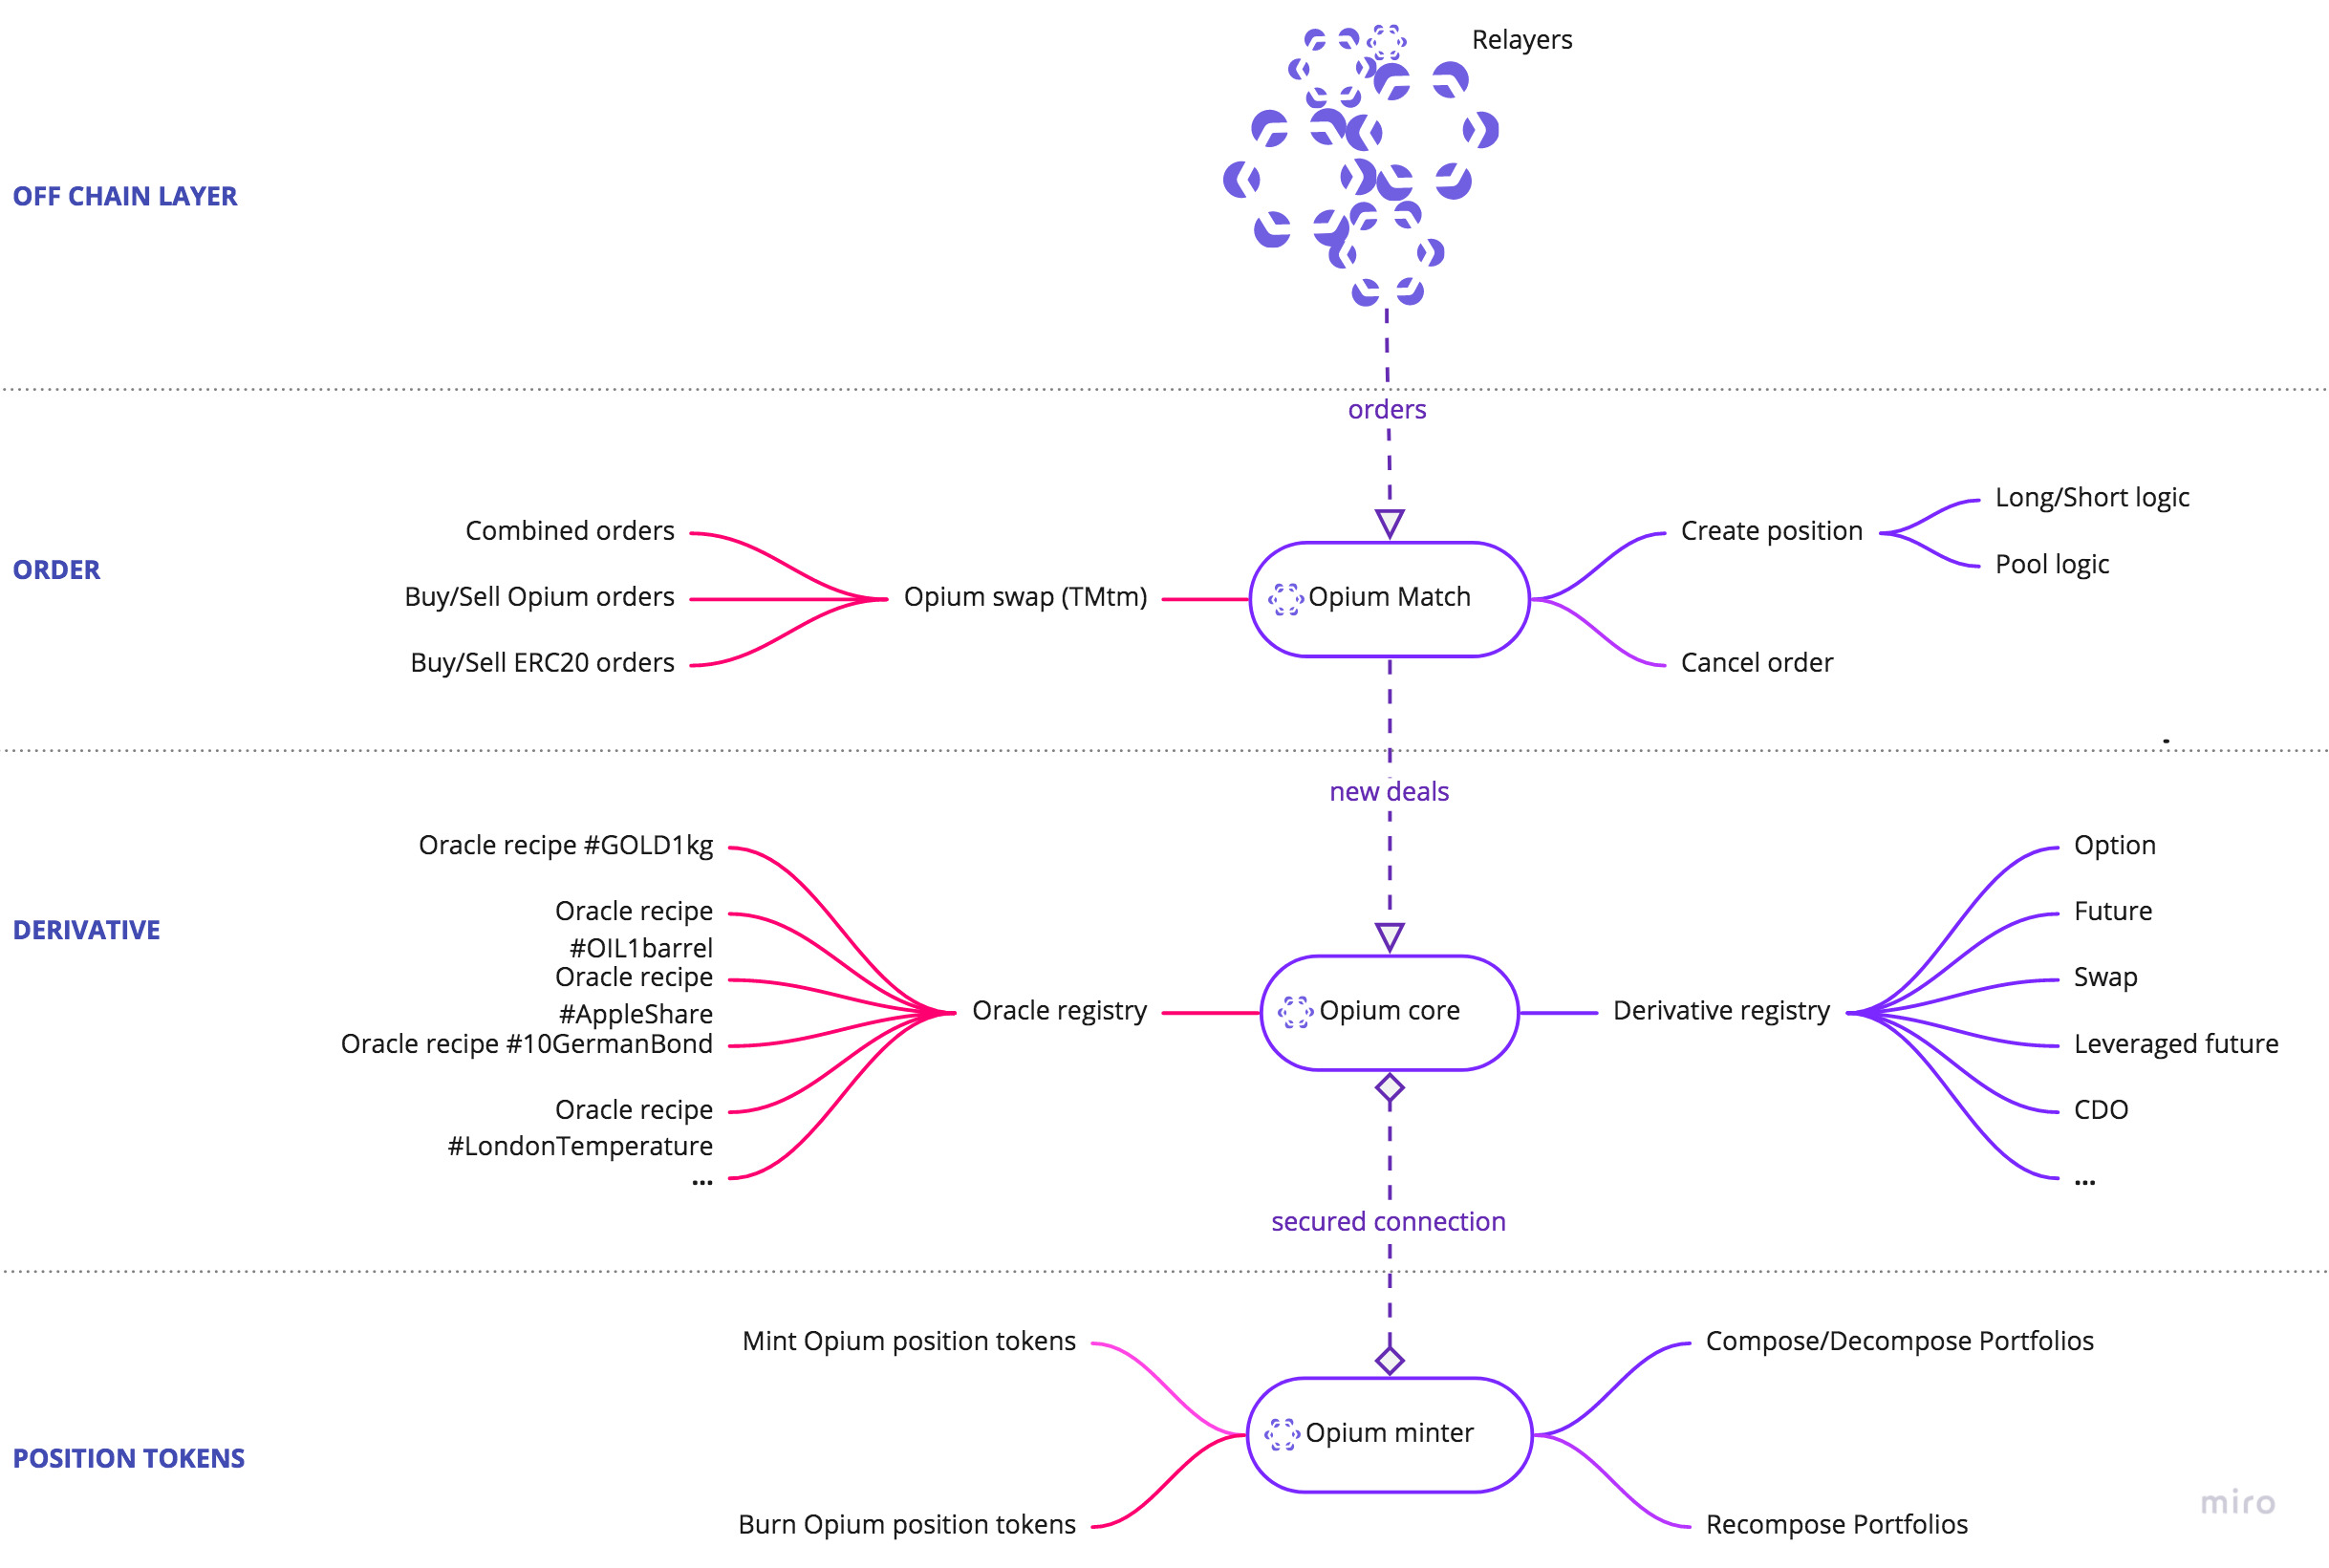 Relayers
OFF CHAIN LAYER
orders
Long/Short logic
Combined orders
Create position
Pool logic
ORDER
Buy/Sell Opium orders
Opium swap (TMtm)
Opium Match
Buy/Sell ERC20 orders
Cancel order
new deals
Oracle recipe #GOLD1kg
Option
Oracle recipe
#OIL1barrel
Future
DERIVATIVE
Oracle recipe
#AppleShare
Swap
Oracle registry
Opium core
Derivative registry
Oracle recipe #10GermanBond
Leveraged future
Oracle recipe
#LondonTemperature
CDO
...
...
secured connection
Mint Opium position tokens
Compose/Decompose Portfolios
Opium minter
POSITION TOKENS
Burn Opium position tokens
Recompose Portfolios
miro